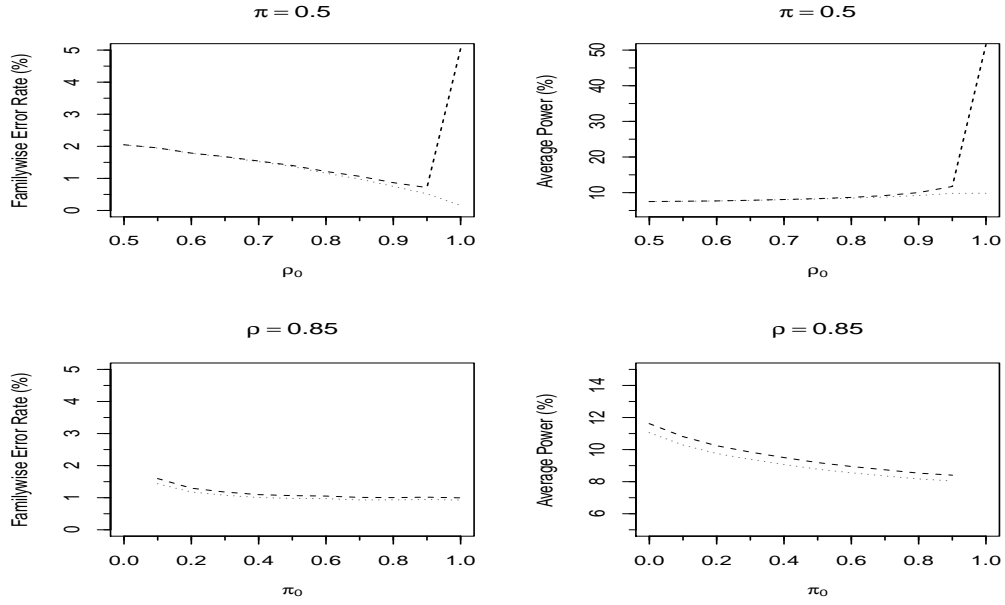 π = 0.5
Familywise Error Rate (%)
5
4
3
2
1
0
0.5 0.6 0.7 0.8 0.9 1.0
ρ₀
π = 0.5
Average Power (%)
50
40
30
20
10
0.5 0.6 0.7 0.8 0.9 1.0
ρ₀
ρ = 0.85
Familywise Error Rate (%)
5
4
3
2
1
0
0.0 0.2 0.4 0.6 0.8 1.0
π₀
ρ = 0.85
Average Power (%)
14
12
10
8
6
0.0 0.2 0.4 0.6 0.8 1.0
π₀